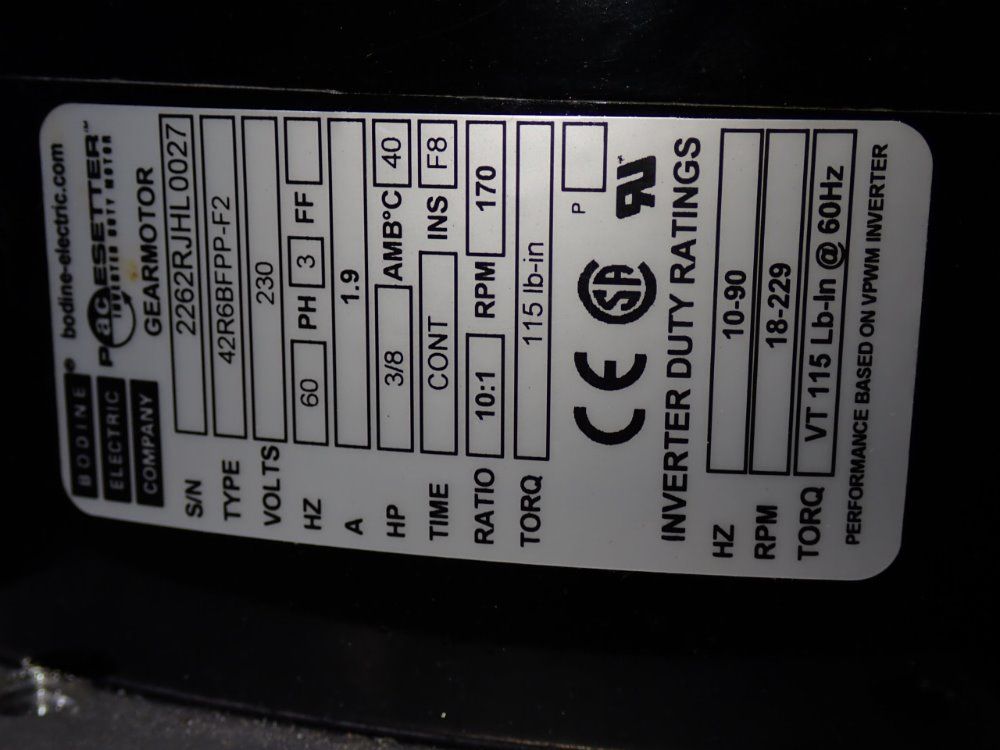 BODINE ® bodine-electric.com
ELECTRIC PACESETTER™
COMPANY INVERTER DUTY MOTOR
GEARMOTOR
S/N 2262RJHL0027
TYPE 42R6BFPP-F2
VOLTS 230
HZ 60 PH 3 FF
A 1.9
HP 3/8 AMB°C 40
TIME CONT INS F8
RATIO 10:1 RPM 170
TORQ 115 lb-in
P
CE SA RU™
INVERTER DUTY RATINGS
HZ 10-90
RPM 18-229
TORQ VT 115 Lb-In @ 60Hz
PERFORMANCE BASED ON VPWM INVERTER